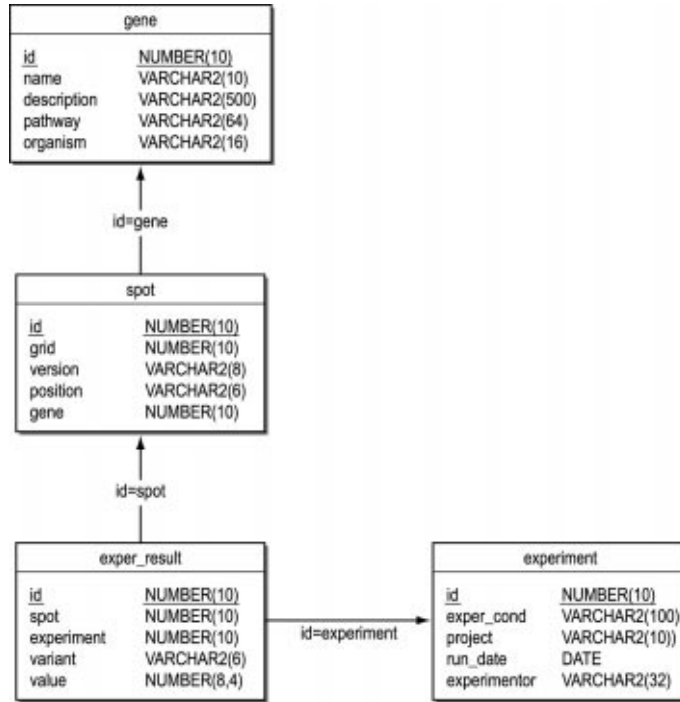 gene
id NUMBER(10)
name VARCHAR2(10)
description VARCHAR2(500)
pathway VARCHAR2(64)
organism VARCHAR2(16)
id=gene
spot
id NUMBER(10)
grid NUMBER(10)
version VARCHAR2(8)
position VARCHAR2(6)
gene NUMBER(10)
id=spot
exper_result
id NUMBER(10)
spot NUMBER(10)
experiment NUMBER(10)
variant VARCHAR2(6)
value NUMBER(8,4)
id=experiment
experiment
id NUMBER(10)
exper_cond VARCHAR2(100)
project VARCHAR2(10))
run_date DATE
experimentor VARCHAR2(32)